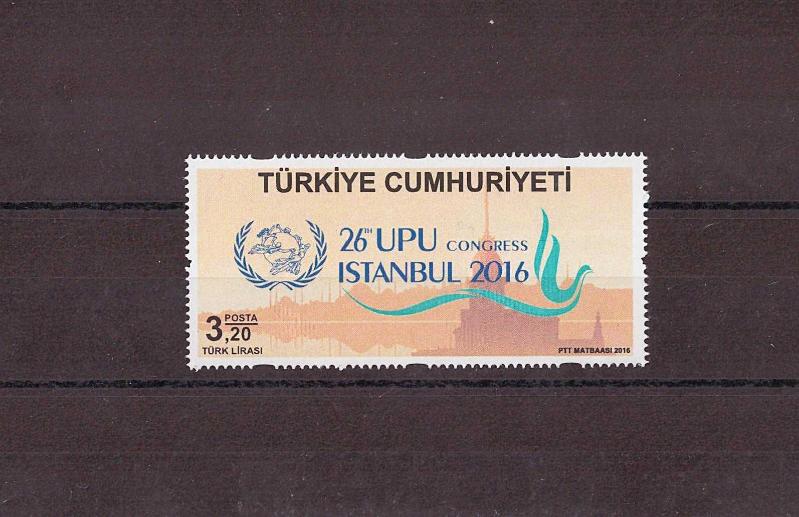 TÜRKİYE CUMHURİYETİ
26TH UPU CONGRESS
ISTANBUL 2016
POSTA
3,20
TÜRK LİRASI
PTT MATBAASI 2016